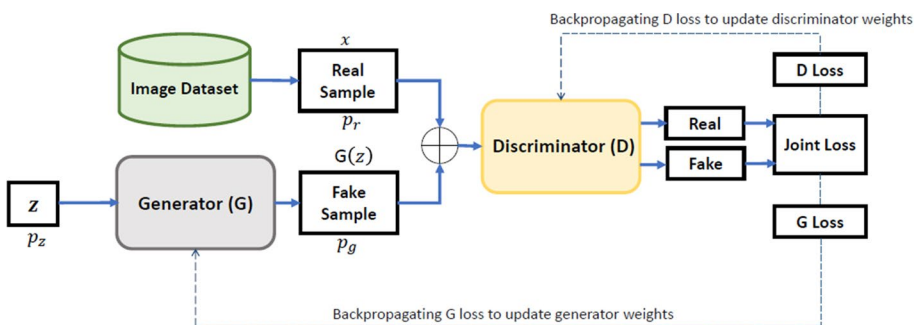 Backpropagating D loss to update discriminator weights
x
Image Dataset
Real
Sample
p_r
D Loss
Real
Joint Loss
Discriminator (D)
Fake
G(z)
z
Generator (G)
Fake
Sample
p_z
p_g
G Loss
Backpropagating G loss to update generator weights